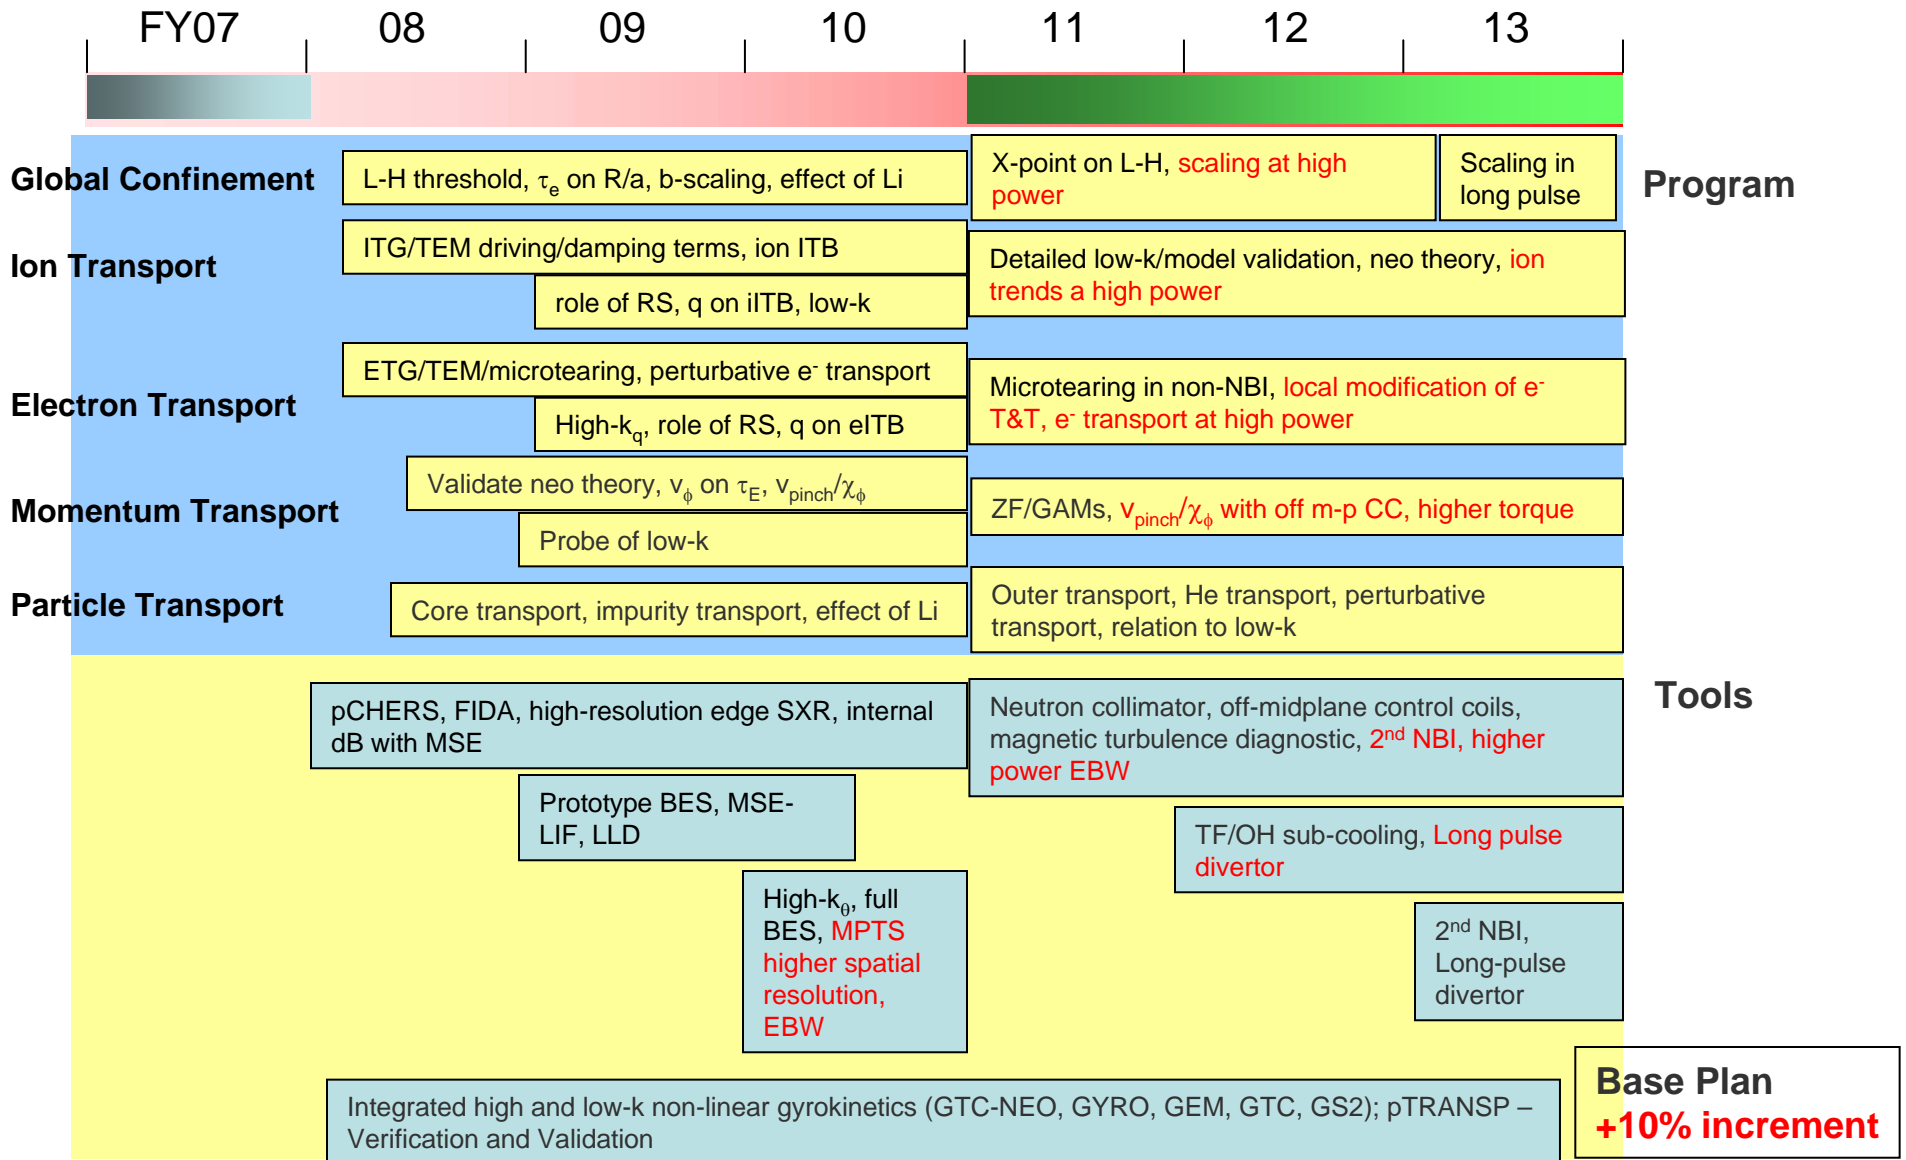 FY07 08 09 10 11 12 13
Global Confinement
L-H threshold, τe on R/a, b-scaling, effect of Li
X-point on L-H, scaling at high
power
Scaling in
long pulse
Program
Ion Transport
ITG/TEM driving/damping terms, ion ITB
role of RS, q on iITB, low-k
Detailed low-k/model validation, neo theory, ion
trends a high power
Electron Transport
ETG/TEM/microtearing, perturbative e- transport
High-kq, role of RS, q on eITB
Microtearing in non-NBI, local modification of e-
T&T, e- transport at high power
Momentum Transport
Validate neo theory, vϕ on τE, vpinch/χϕ
Probe of low-k
ZF/GAMs, vpinch/χϕ with off m-p CC, higher torque
Particle Transport
Core transport, impurity transport, effect of Li
Outer transport, He transport, perturbative
transport, relation to low-k
Tools
pCHERS, FIDA, high-resolution edge SXR, internal
dB with MSE
Neutron collimator, off-midplane control coils,
magnetic turbulence diagnostic, 2nd NBI, higher
power EBW
Prototype BES, MSE-
LIF, LLD
TF/OH sub-cooling, Long pulse
divertor
High-kθ, full
BES, MPTS
higher spatial
resolution,
EBW
2nd NBI,
Long-pulse
divertor
Integrated high and low-k non-linear gyrokinetics (GTC-NEO, GYRO, GEM, GTC, GS2); pTRANSP –
Verification and Validation
Base Plan
+10% increment